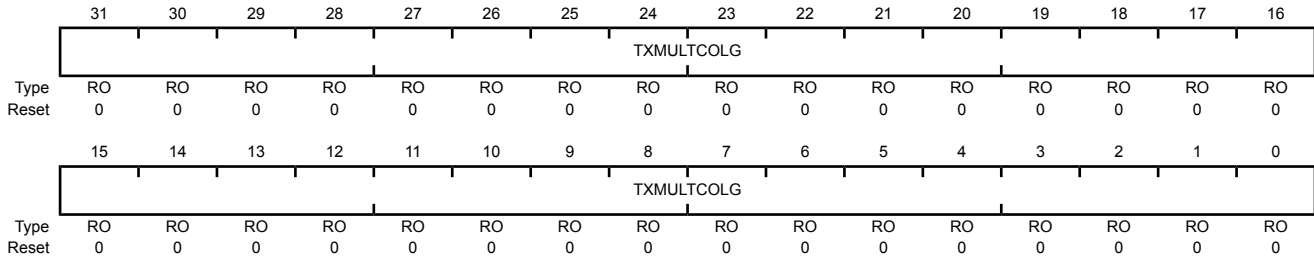 31 30 29 28 27 26 25 24 23 22 21 20 19 18 17 16
TXMULTCOLG
Type RO RO RO RO RO RO RO RO RO RO RO RO RO RO RO RO
Reset 0 0 0 0 0 0 0 0 0 0 0 0 0 0 0 0
15 14 13 12 11 10 9 8 7 6 5 4 3 2 1 0
TXMULTCOLG
Type RO RO RO RO RO RO RO RO RO RO RO RO RO RO RO RO
Reset 0 0 0 0 0 0 0 0 0 0 0 0 0 0 0 0